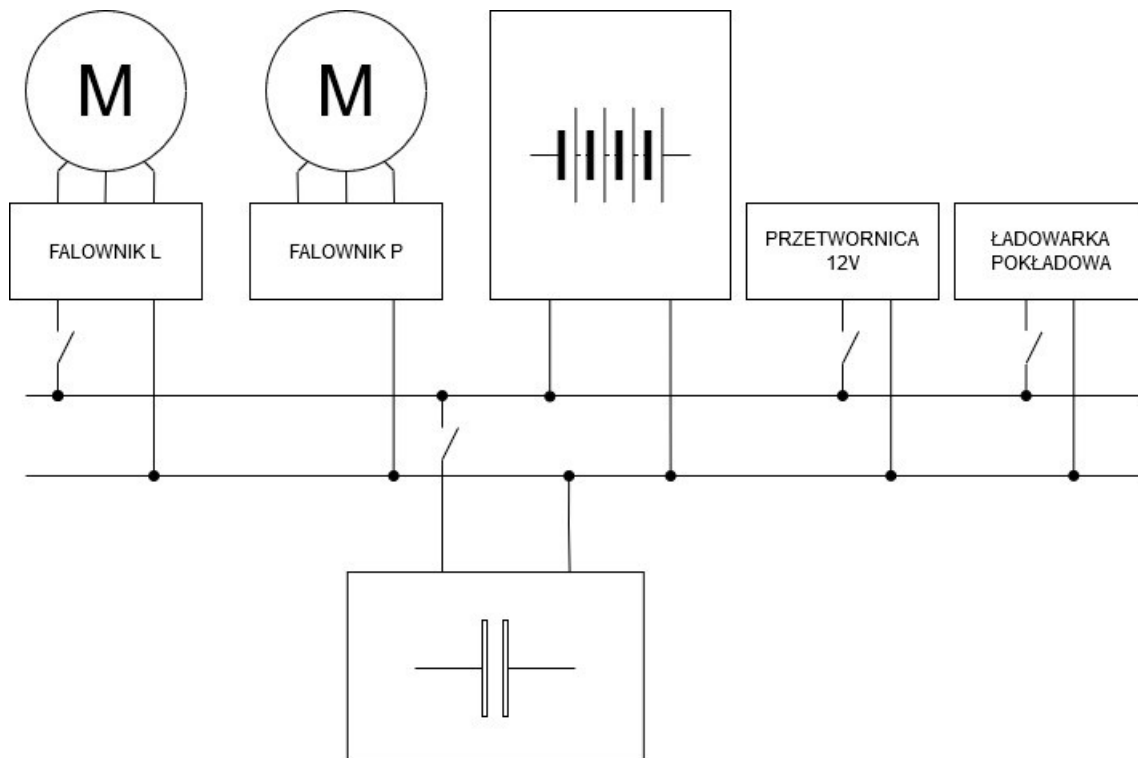 M
M
FALOWNIK L
FALOWNIK P
PRZETWORNICA
12V
ŁADOWARKA
POKŁADOWA